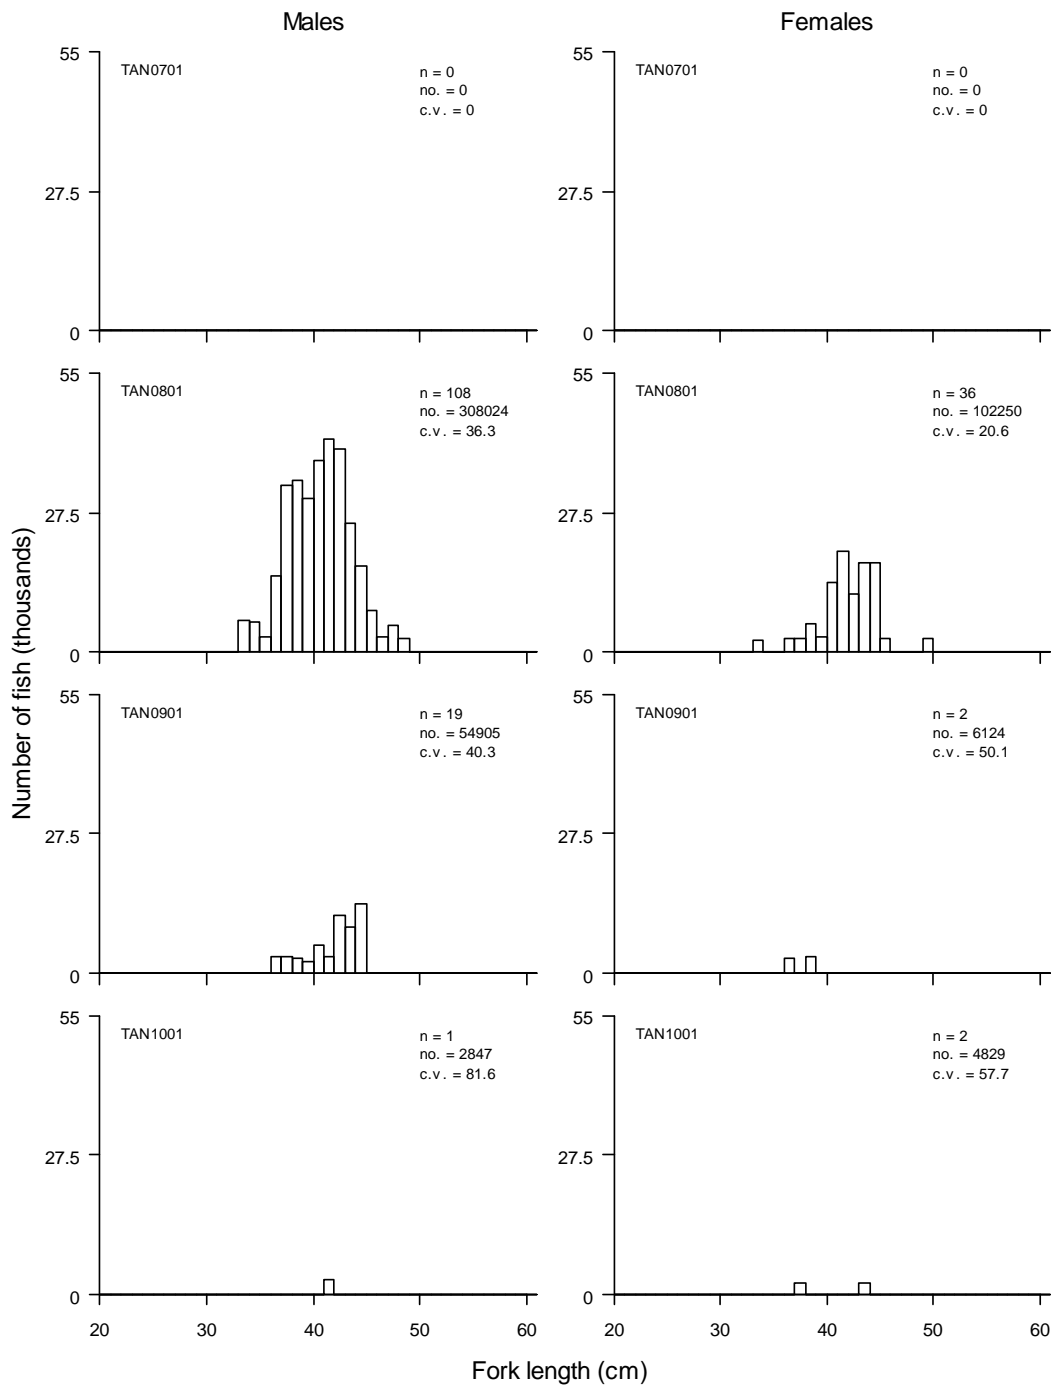 Males
Females
55
TAN0701
n = 0
no. = 0
c.v. = 0
27.5
0
55
TAN0701
n = 0
no. = 0
c.v. = 0
27.5
0
20
30
40
50
60
55
TAN0801
n = 108
no. = 308024
c.v. = 36.3
27.5
0
55
TAN0801
n = 36
no. = 102250
c.v. = 20.6
27.5
0
55
TAN0901
n = 19
no. = 54905
c.v. = 40.3
27.5
0
55
TAN0901
n = 2
no. = 6124
c.v. = 50.1
27.5
0
55
TAN1001
n = 1
no. = 2847
c.v. = 81.6
27.5
0
20
30
40
50
60
55
TAN1001
n = 2
no. = 4829
c.v. = 57.7
27.5
0
20
30
40
50
60
Number of fish (thousands)
Fork length (cm)